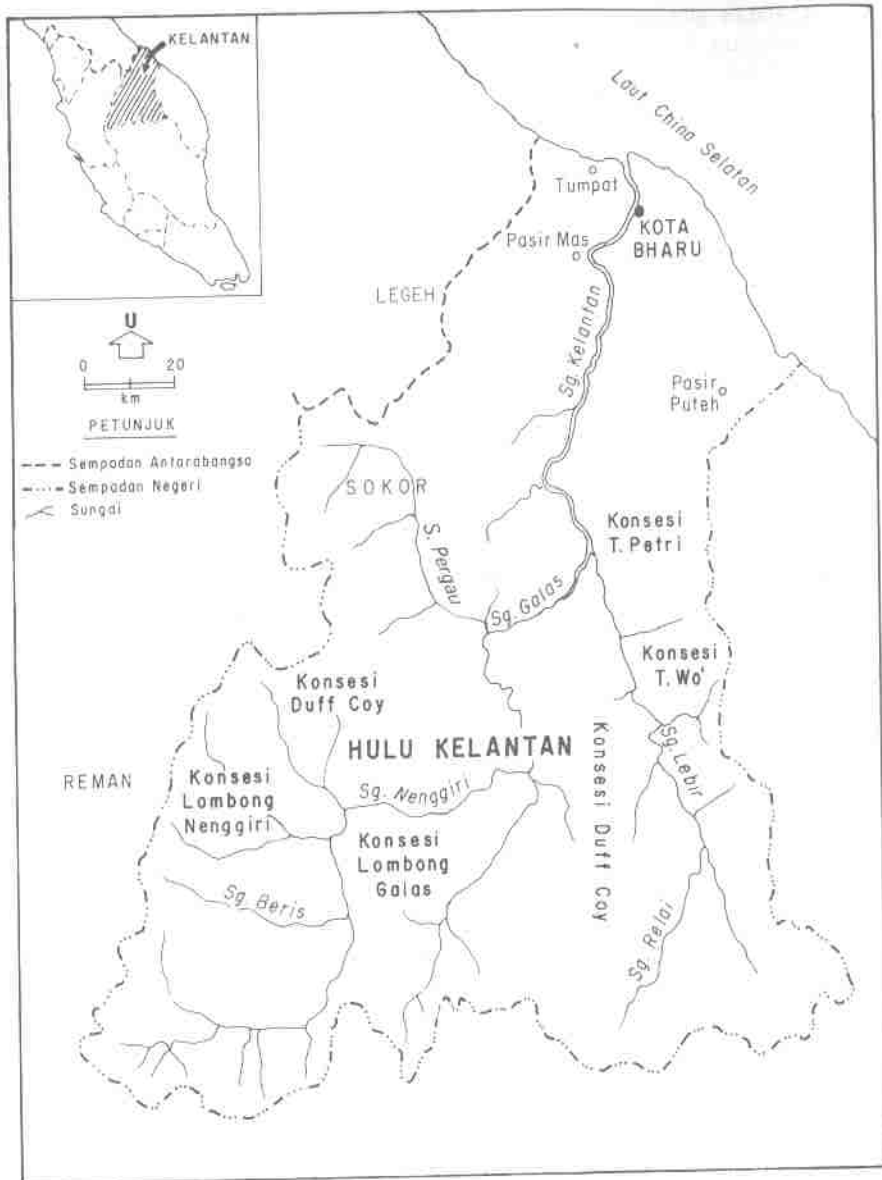 KELANTAN
Laut China Selatan
Tumpat
KOTA
BHARU
Pasir Mas
LEGEH
U
0 20
km
Sg. Kelantan
Pasir
Puteh
PETUNJUK
Sempadan Antarabangsa
Sempadan Negeri
Sungai
SOKOR
S. Pergau
Konsesi
T. Petri
Sg. Galas
Konsesi
T. Wo'
Konsesi
Duff Coy
HULU KELANTAN
Konsesi Duff Coy
Sg. Lebir
REMAN
Konsesi
Lombong
Nenggiri
Sg. Nenggiri
Konsesi
Lombong
Galas
Sg. Beris
Sg. Relai